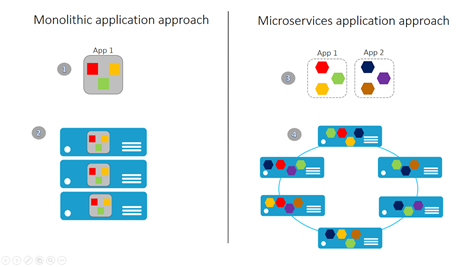 Monolithic application approach
Microservices application approach
App 1
1
2
App 1
App 2
3
4